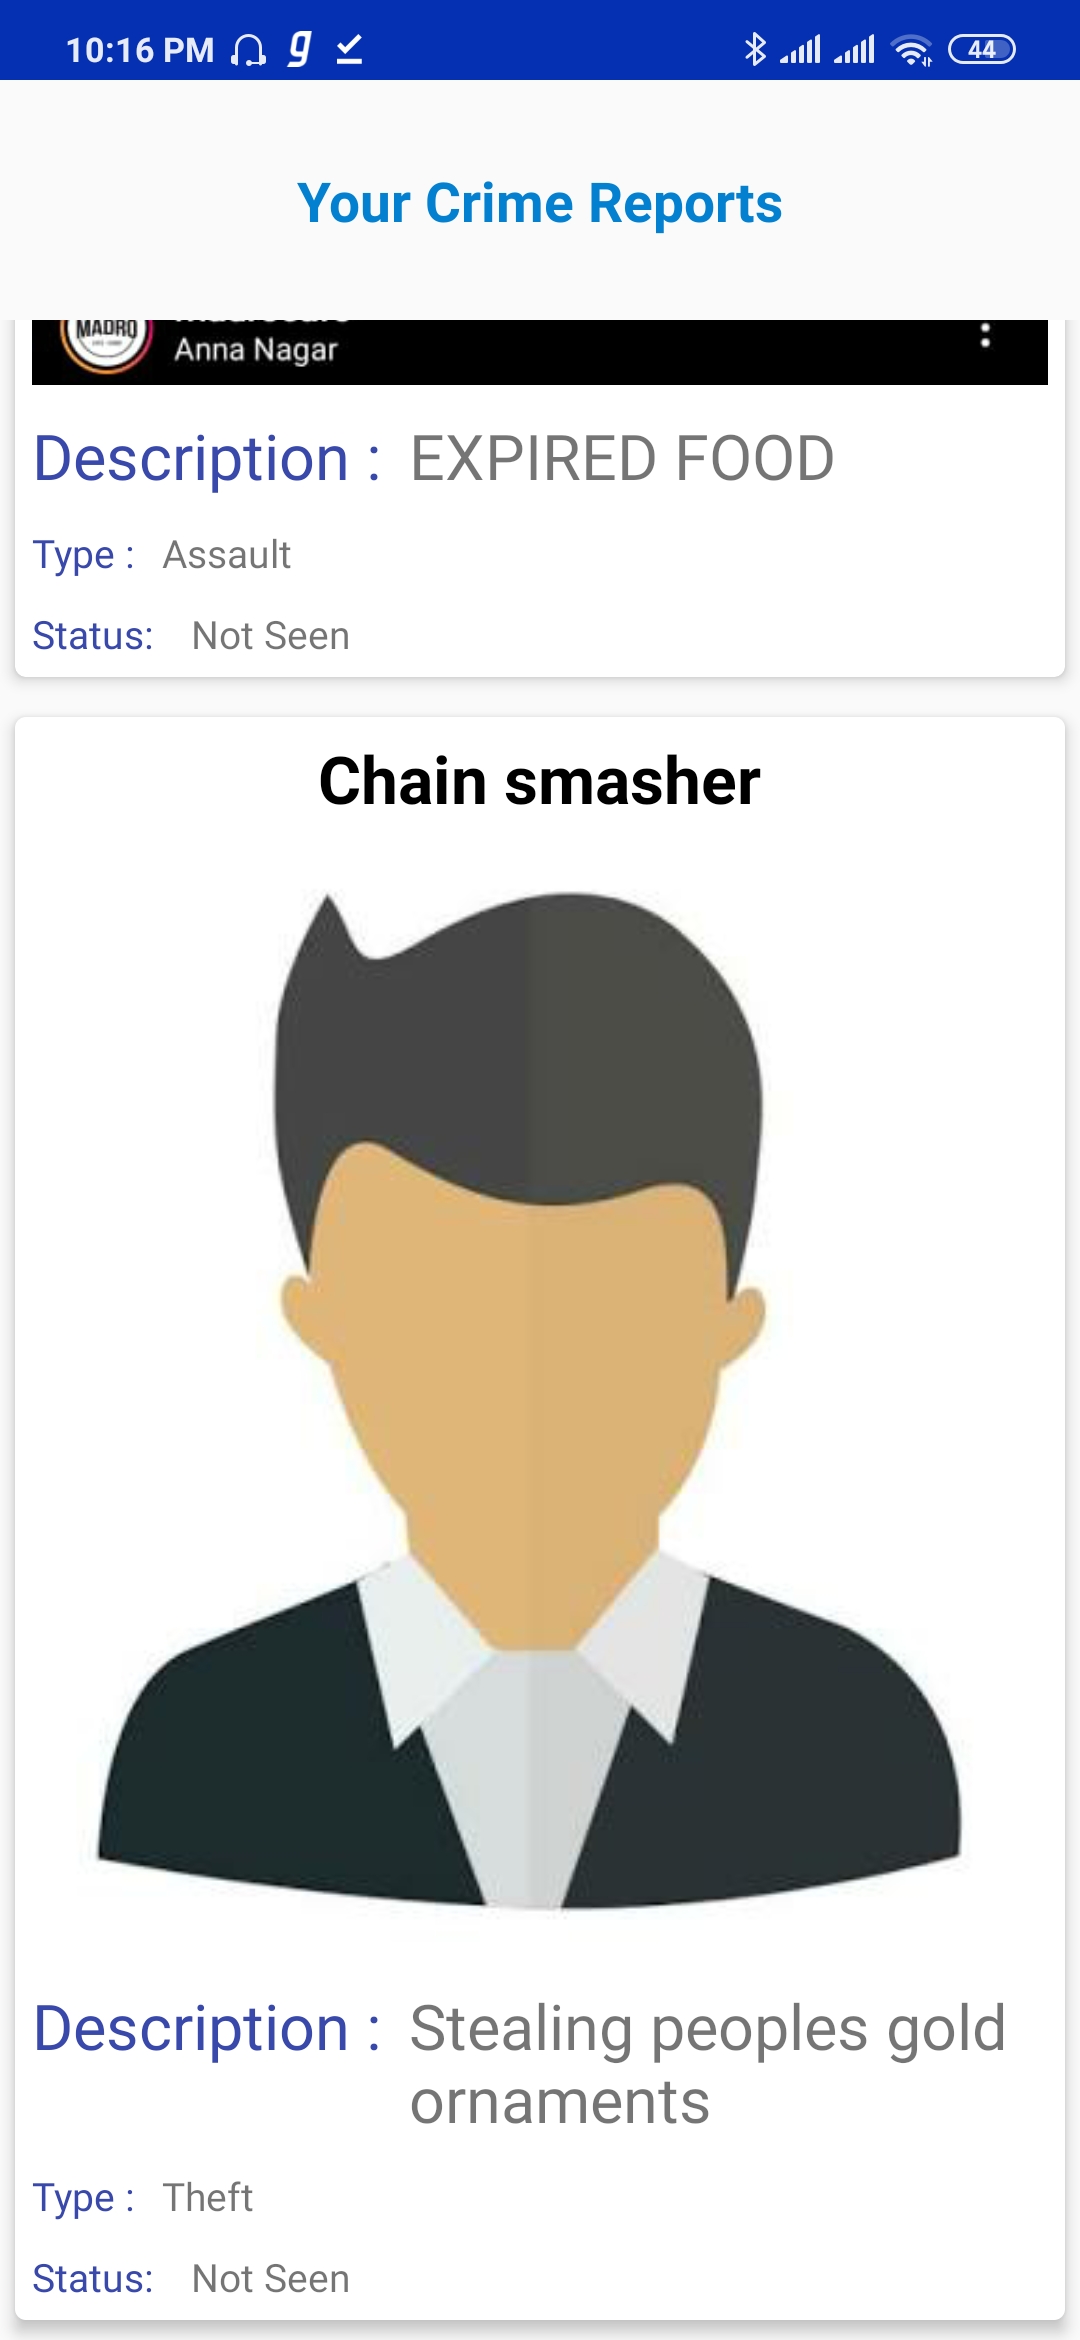 10:16 PM g 44
Your Crime Reports
MADRO
Anna Nagar
Description : EXPIRED FOOD
Type : Assault
Status: Not Seen
Chain smasher
Description : Stealing peoples gold
ornaments
Type : Theft
Status: Not Seen